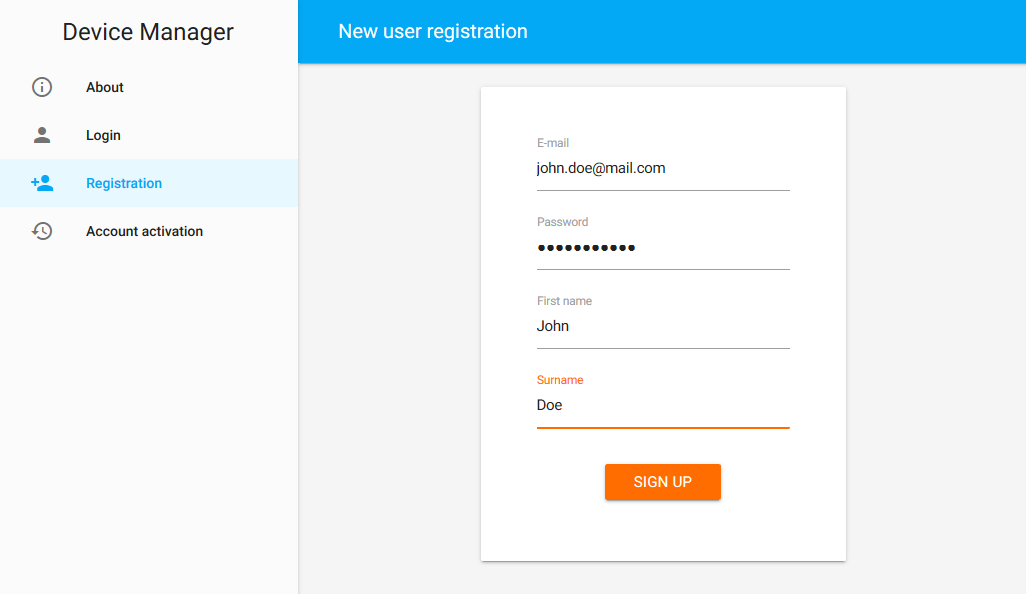 Device Manager
About
Login
Registration
Account activation
New user registration
E-mail
john.doe@mail.com
Password
•••••••••••
First name
John
Surname
Doe
SIGN UP